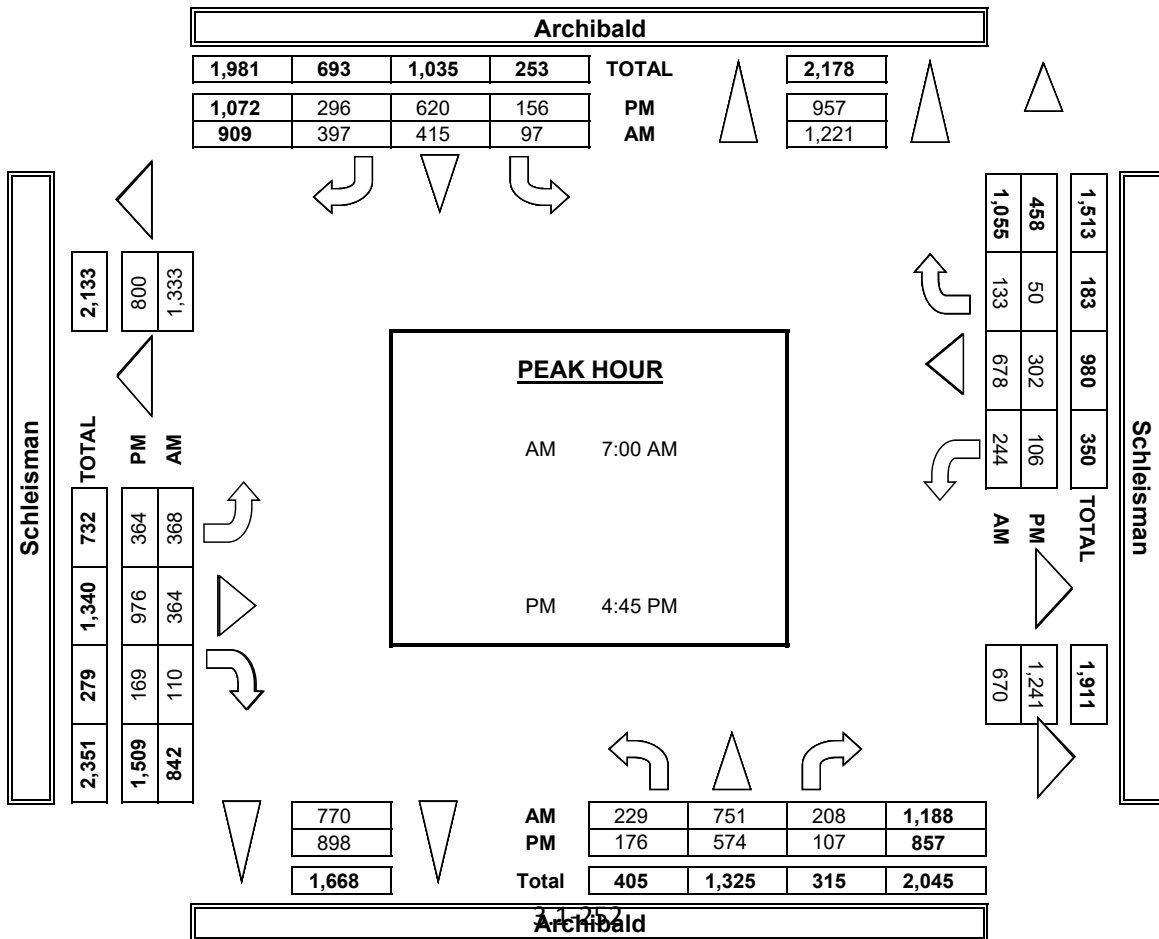 Archibald
1,981 693 1,035 253 TOTAL 2,178
1,072 296 620 156 PM 957
909 397 415 97 AM 1,221
Schleisman
2,133
800
1,333
TOTAL
PM
AM
732 1,340 279 2,351
364 976 169 1,509
368 364 110 842
PEAK HOUR
AM 7:00 AM
PM 4:45 PM
1,513 183 980 350 TOTAL
458 50 302 106 PM
1,055 133 678 244 AM
1,911
1,241
670
Schleisman
770 AM 229 751 208 1,188
898 PM 176 574 107 857
1,668 Total 405 1,325 315 2,045
3.1-252
Archibald